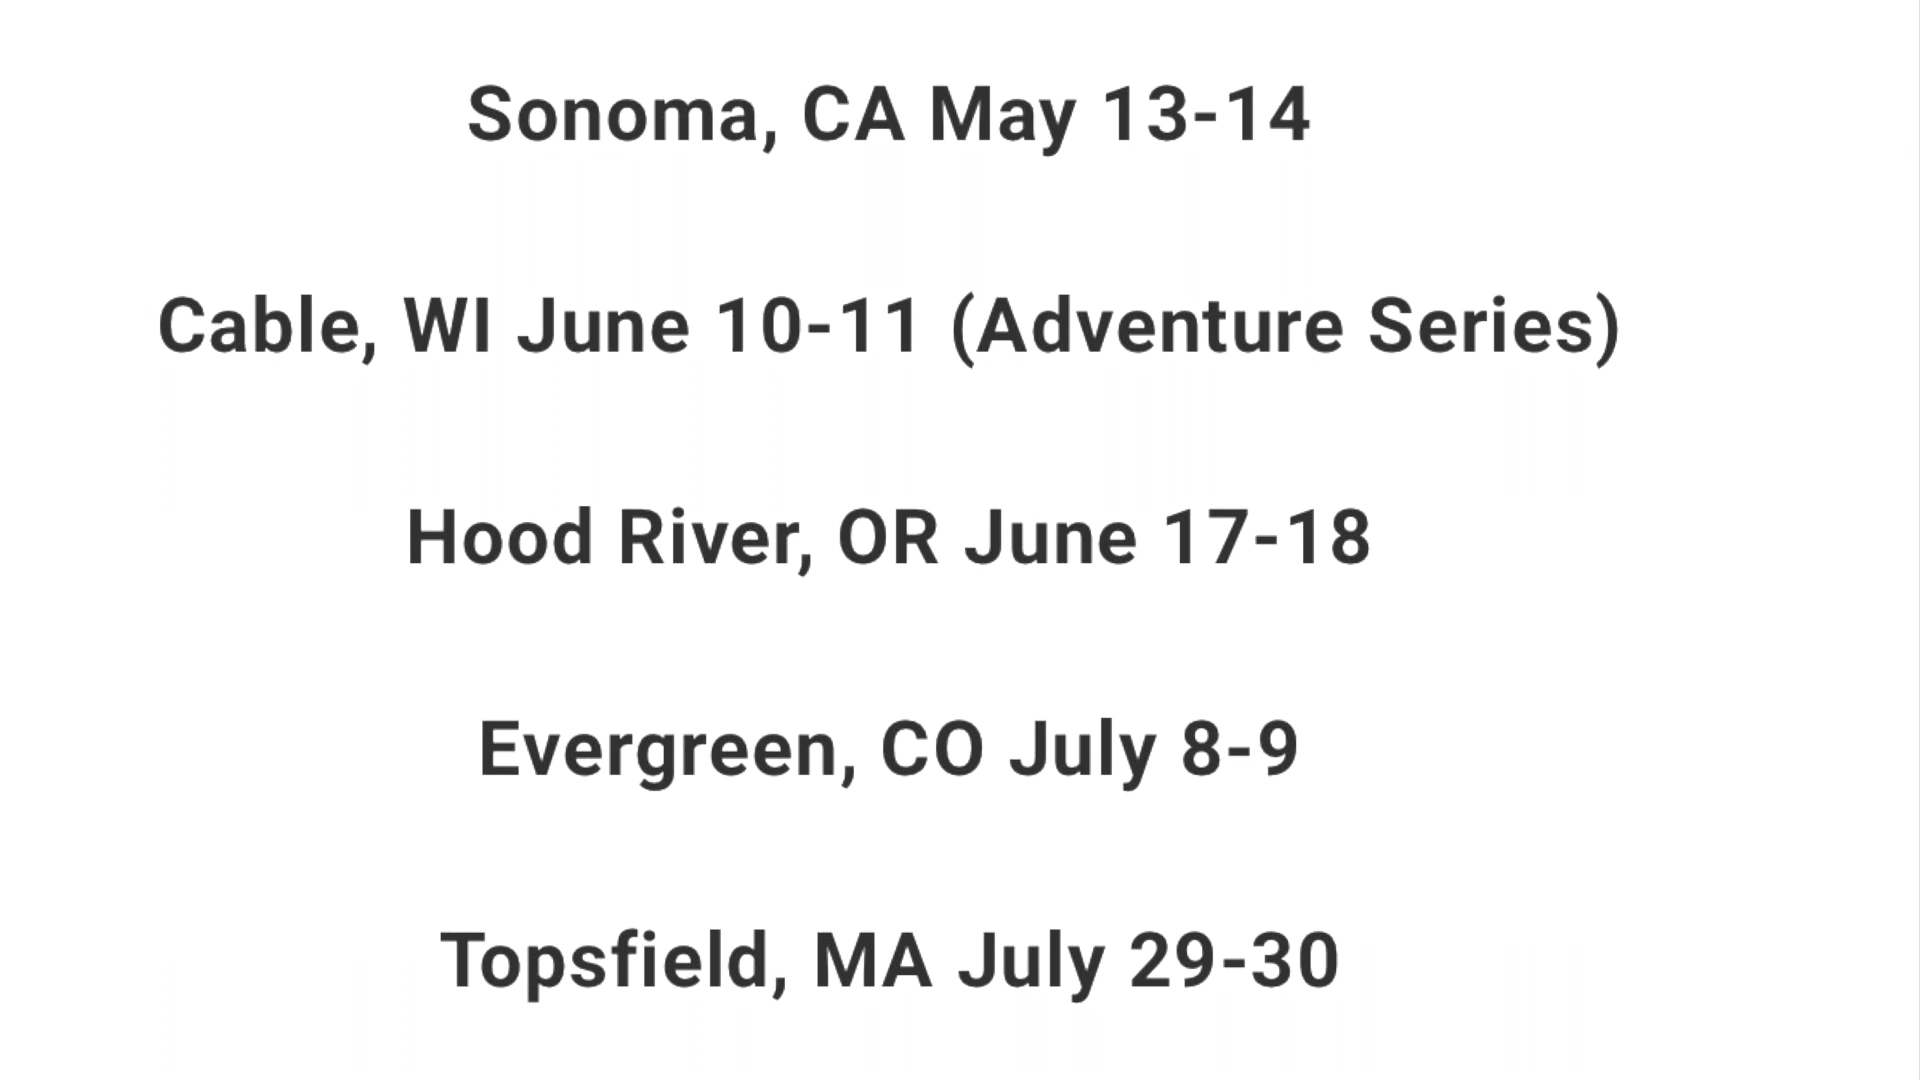 Sonoma, CA May 13-14
Cable, WI June 10-11 (Adventure Series)
Hood River, OR June 17-18
Evergreen, CO July 8-9
Topsfield, MA July 29-30